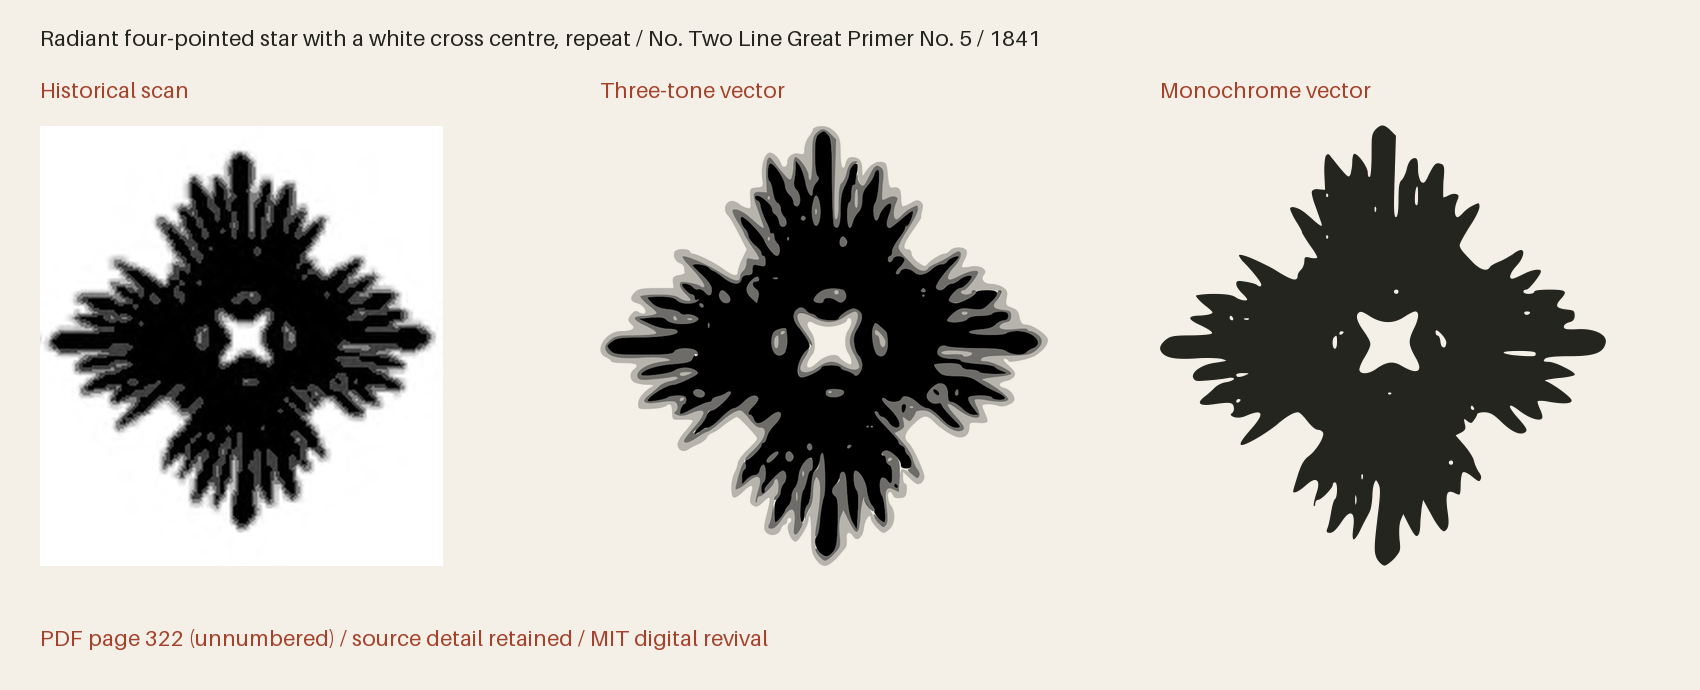 Radiant four-pointed star with a white cross centre, repeat / No. Two Line Great Primer No. 5 / 1841
Historical scan
Three-tone vector
Monochrome vector
PDF page 322 (unnumbered) / source detail retained / MIT digital revival